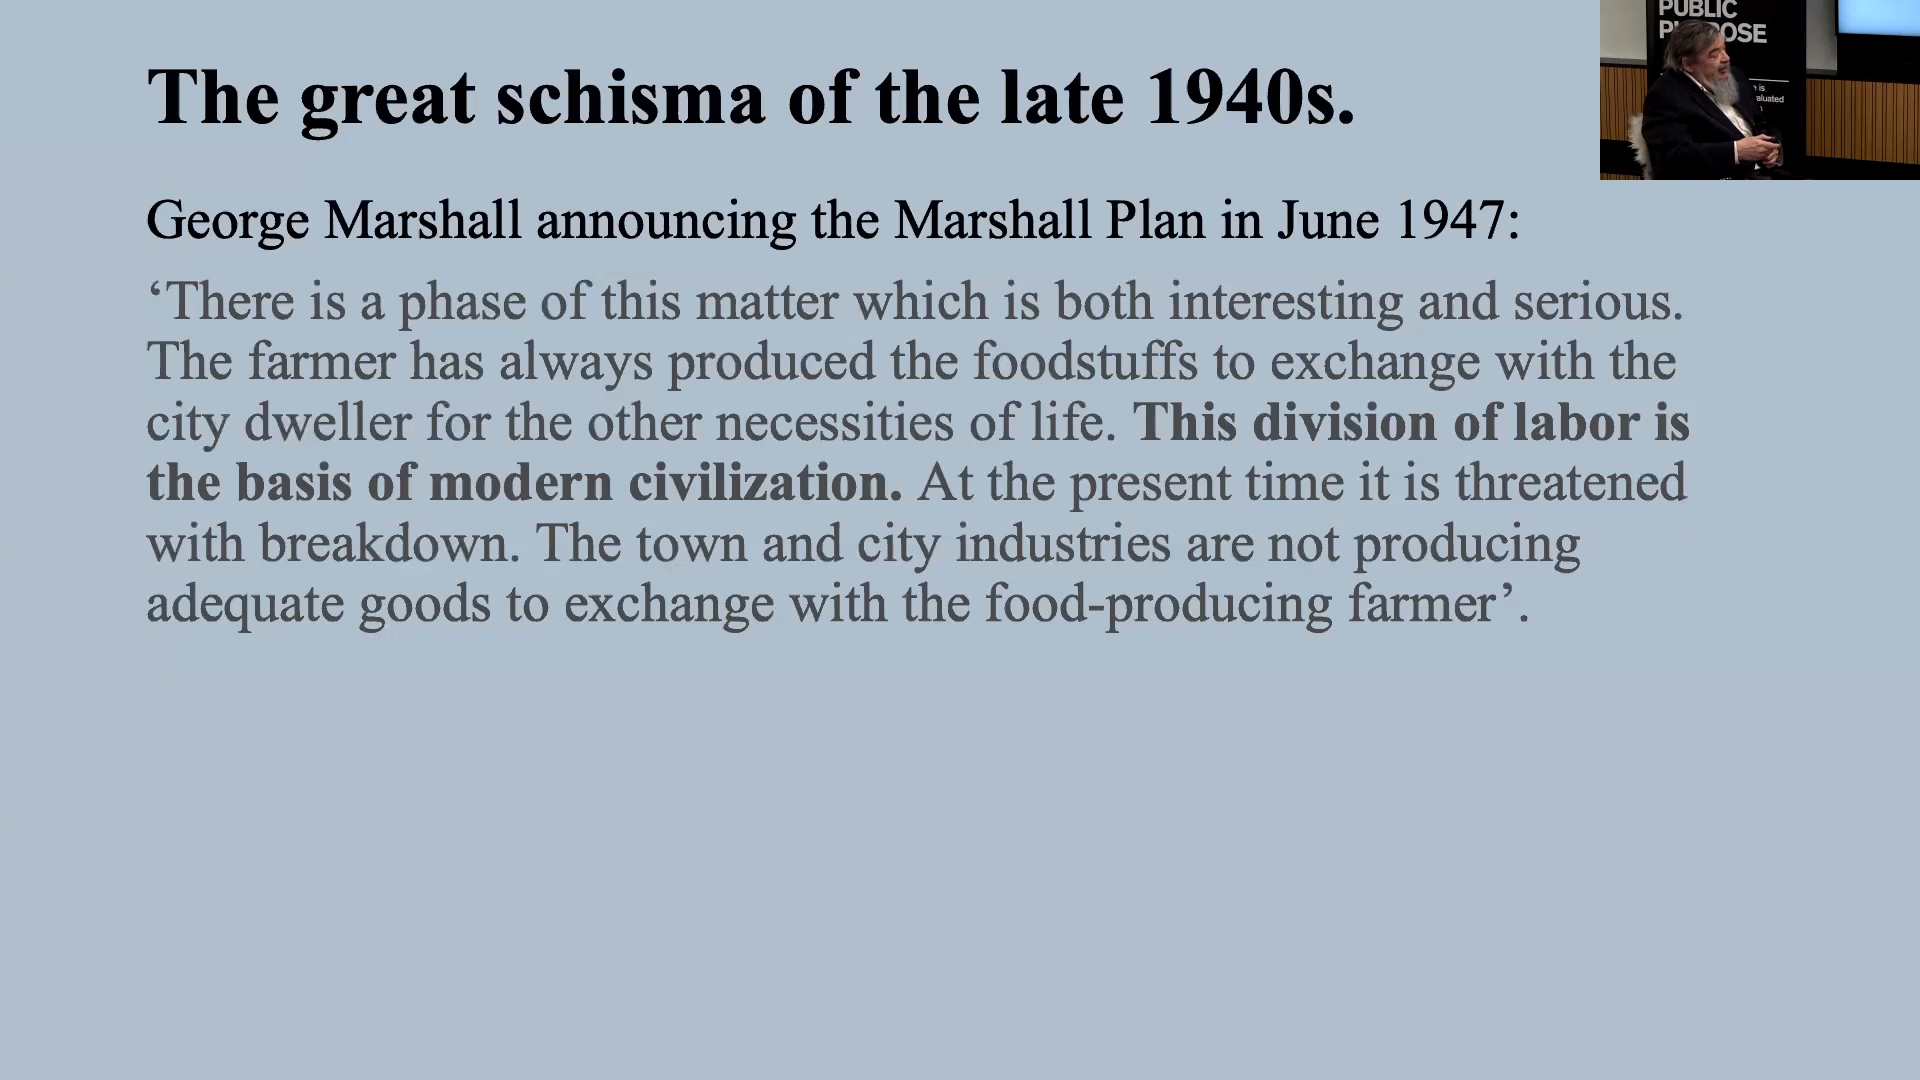 The great schisma of the late 1940s.
George Marshall announcing the Marshall Plan in June 1947:
‘There is a phase of this matter which is both interesting and serious.
The farmer has always produced the foodstuffs to exchange with the
city dweller for the other necessities of life. This division of labor is
the basis of modern civilization. At the present time it is threatened
with breakdown. The town and city industries are not producing
adequate goods to exchange with the food-producing farmer’.
PUBLIC
is